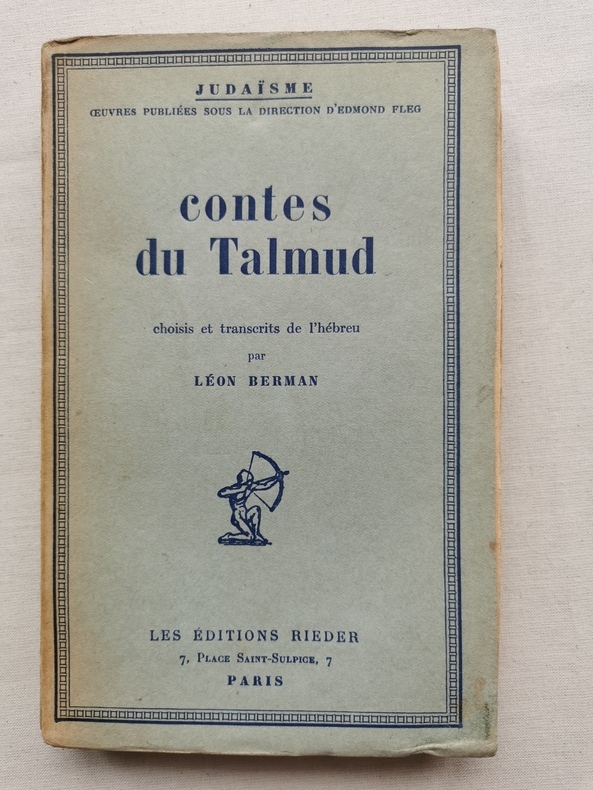 JUDAÏSME
ŒUVRES PUBLIÉES SOUS LA DIRECTION D'EDMOND FLEG
contes
du Talmud
choisis et transcrits de l'hébreu
par
LÉON BERMAN
LES ÉDITIONS RIEDER
7, PLACE SAINT-SULPICE, 7
PARIS